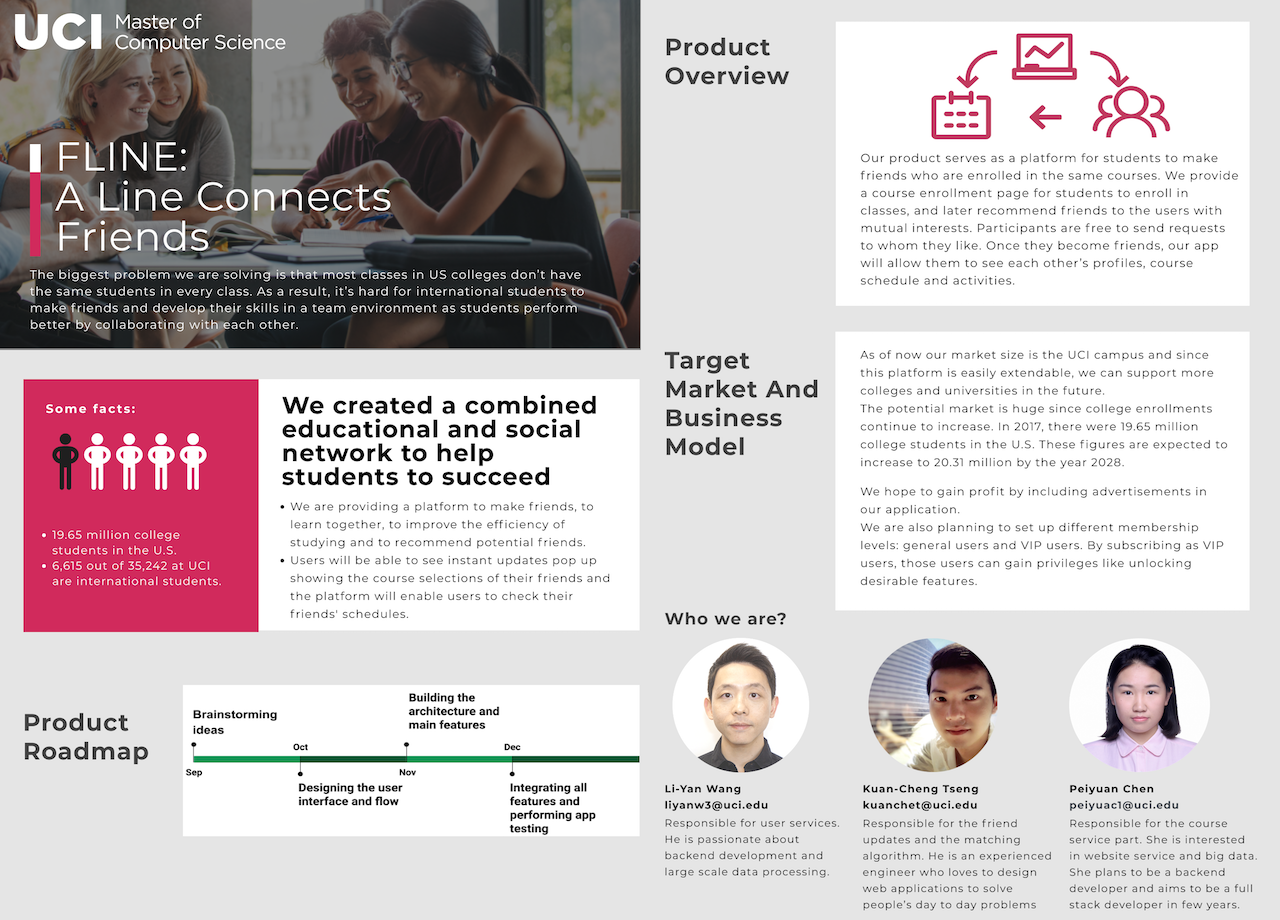 UCI Master of
Computer Science
FLINE:
A Line Connects
Friends
The biggest problem we are solving is that most classes in US colleges don't have
the same students in every class. As a result, it's hard for international students to
make friends and develop their skills in a team environment as students perform
better by collaborating with each other.
Some facts:
• 19.65 million college
students in the U.S.
• 6,615 out of 35,242 at UCI
are international students.
We created a combined
educational and social
network to help
students to succeed
• We are providing a platform to make friends, to
learn together, to improve the efficiency of
studying and to recommend potential friends.
• Users will be able to see instant updates pop up
showing the course selections of their friends and
the platform will enable users to check their
friends' schedules.
Product
Roadmap
Brainstorming
ideas
Sep
Oct
Designing the user
interface and flow
Building the
architecture and
main features
Nov
Dec
Integrating all
features and
performing app
testing
Product
Overview
Our product serves as a platform for students to make
friends who are enrolled in the same courses. We provide
a course enrollment page for students to enroll in
classes, and later recommend friends to the users with
mutual interests. Participants are free to send requests
to whom they like. Once they become friends, our app
will allow them to see each other's profiles, course
schedule and activities.
Target
Market And
Business
Model
As of now our market size is the UCI campus and since
this platform is easily extendable, we can support more
colleges and universities in the future.
The potential market is huge since college enrollments
continue to increase. In 2017, there were 19.65 million
college students in the U.S. These figures are expected to
increase to 20.31 million by the year 2028.
We hope to gain profit by including advertisements in
our application.
We are also planning to set up different membership
levels: general users and VIP users. By subscribing as VIP
users, those users can gain privileges like unlocking
desirable features.
Who we are?
Li-Yan Wang
liyanw3@uci.edu
Responsible for user services.
He is passionate about
backend development and
large scale data processing.
Kuan-Cheng Tseng
kuanchet@uci.edu
Responsible for the friend
updates and the matching
algorithm. He is an experienced
engineer who loves to design
web applications to solve
people's day to day problems
Peiyuan Chen
peiyuac1@uci.edu
Responsible for the course
service part. She is interested
in website service and big data.
She plans to be a backend
developer and aims to be a full
stack developer in few years.